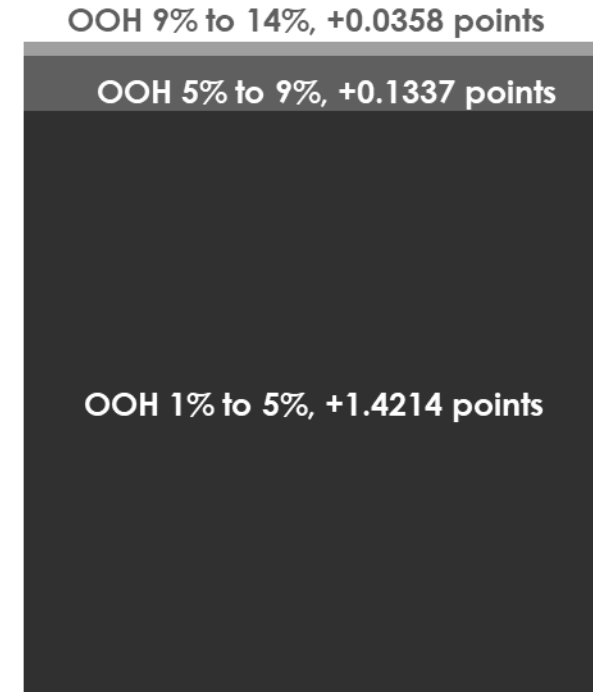 OOH 9% to 14%, +0.0358 points
OOH 5% to 9%, +0.1337 points
OOH 1% to 5%, +1.4214 points